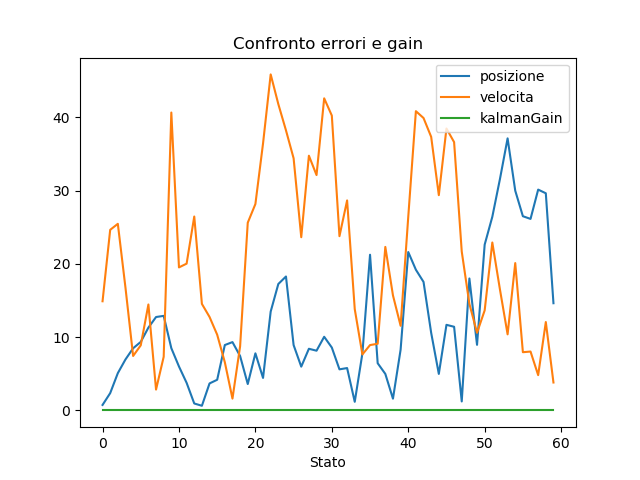 Confronto errori e gain
posizione
velocita
kalmanGain
40
30
20
10
0
0 10 20 30 40 50 60
Stato